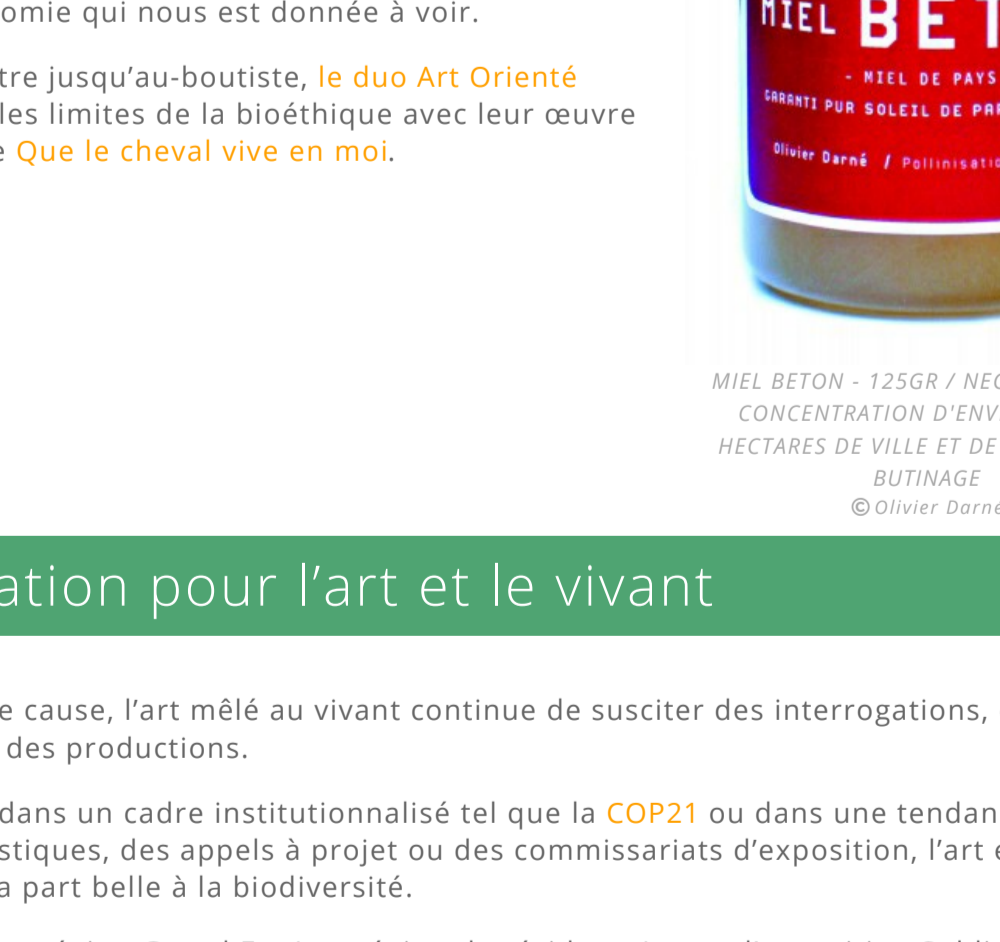 omie qui nous est donnée à voir.
tre jusqu’au-boutiste, le duo Art Orienté
les limites de la bioéthique avec leur œuvre
e Que le cheval vive en moi.
MIEL BET
- MIEL DE PAYS
GARANTI PUR SOLEIL DE PAR
Olivier Darné / Pollinisatio
MIEL BETON - 125GR / NEC
CONCENTRATION D'ENVI
HECTARES DE VILLE ET DE
BUTINAGE
© Olivier Darné
ation pour l’art et le vivant
e cause, l’art mêlé au vivant continue de susciter des interrogations,
des productions.
dans un cadre institutionnalisé tel que la COP21 ou dans une tendan
stiques, des appels à projet ou des commissariats d’exposition, l’art e
a part belle à la biodiversité.